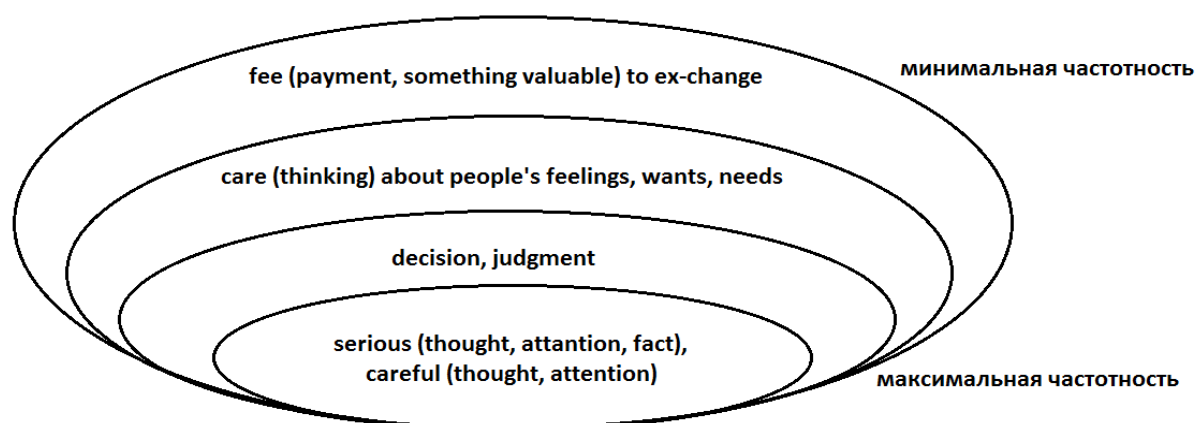 fee (payment, something valuable) to ex-change
минимальная частотность
care (thinking) about people's feelings, wants, needs
decision, judgment
serious (thought, attantion, fact),
careful (thought, attention)
максимальная частотность